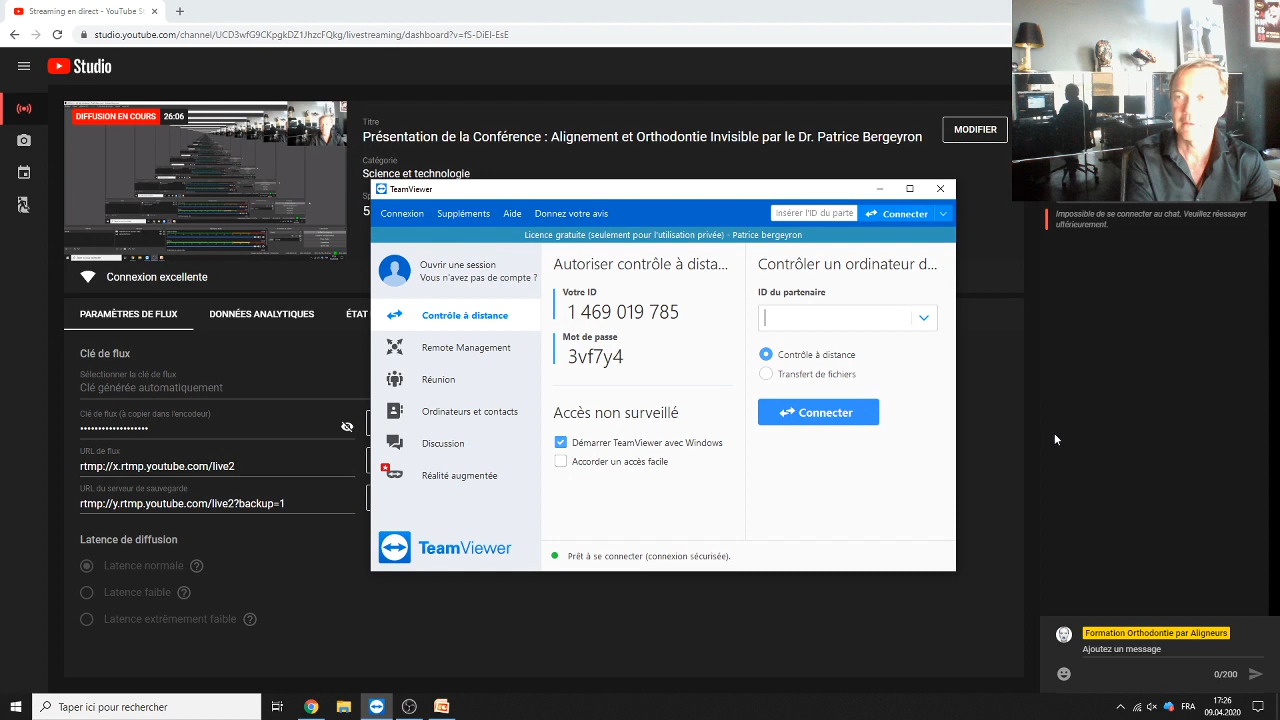 Streaming en direct - YouTube St
studio.youtube.com/channel/UCD3wfG9CKpgkDZ1JhzcFQkg/livestreaming/dashboard?v=fS-DiEI-EsE
Studio
DIFFUSION EN COURS 26:06
Titre
Présentation de la Conférence : Alignement et Orthodontie Invisible par le Dr. Patrice Bergeyron
MODIFIER
Catégorie
Science et technologie
5
Connexion excellente
PARAMÈTRES DE FLUX DONNÉES ANALYTIQUES ÉTAT
Clé de flux
Sélectionner la clé de flux
Clé générée automatiquement
Clé de flux (à copier dans l'encodeur)
•••••••••••••••••••
URL de flux
rtmp://x.rtmp.youtube.com/live2
URL du serveur de sauvegarde
rtmp://y.rtmp.youtube.com/live2?backup=1
Latence de diffusion
Latence normale
Latence faible
Latence extrêmement faible
TeamViewer
Connexion Suppléments Aide Donnez votre avis
Insérer l'ID du parte Connecter
Licence gratuite (seulement pour l'utilisation privée) - Patrice bergeyron
Ouvrir une session
Vous n'avez pas de compte ?
Contrôle à distance
Remote Management
Réunion
Ordinateurs et contacts
Discussion
Réalité augmentée
TeamViewer
Autoriser contrôle à dista...
Votre ID
1 469 019 785
Mot de passe
3vf7y4
Accès non surveillé
Démarrer TeamViewer avec Windows
Accorder un accès facile
Contrôler un ordinateur d...
ID du partenaire
Contrôle à distance
Transfert de fichiers
Connecter
Prêt à se connecter (connexion sécurisée).
Impossible de se connecter au chat. Veuillez réessayer
ultérieurement.
Formation Orthodontie par Aligneurs
Ajoutez un message
0/200
Taper ici pour rechercher
FRA
17:26
09.04.2020